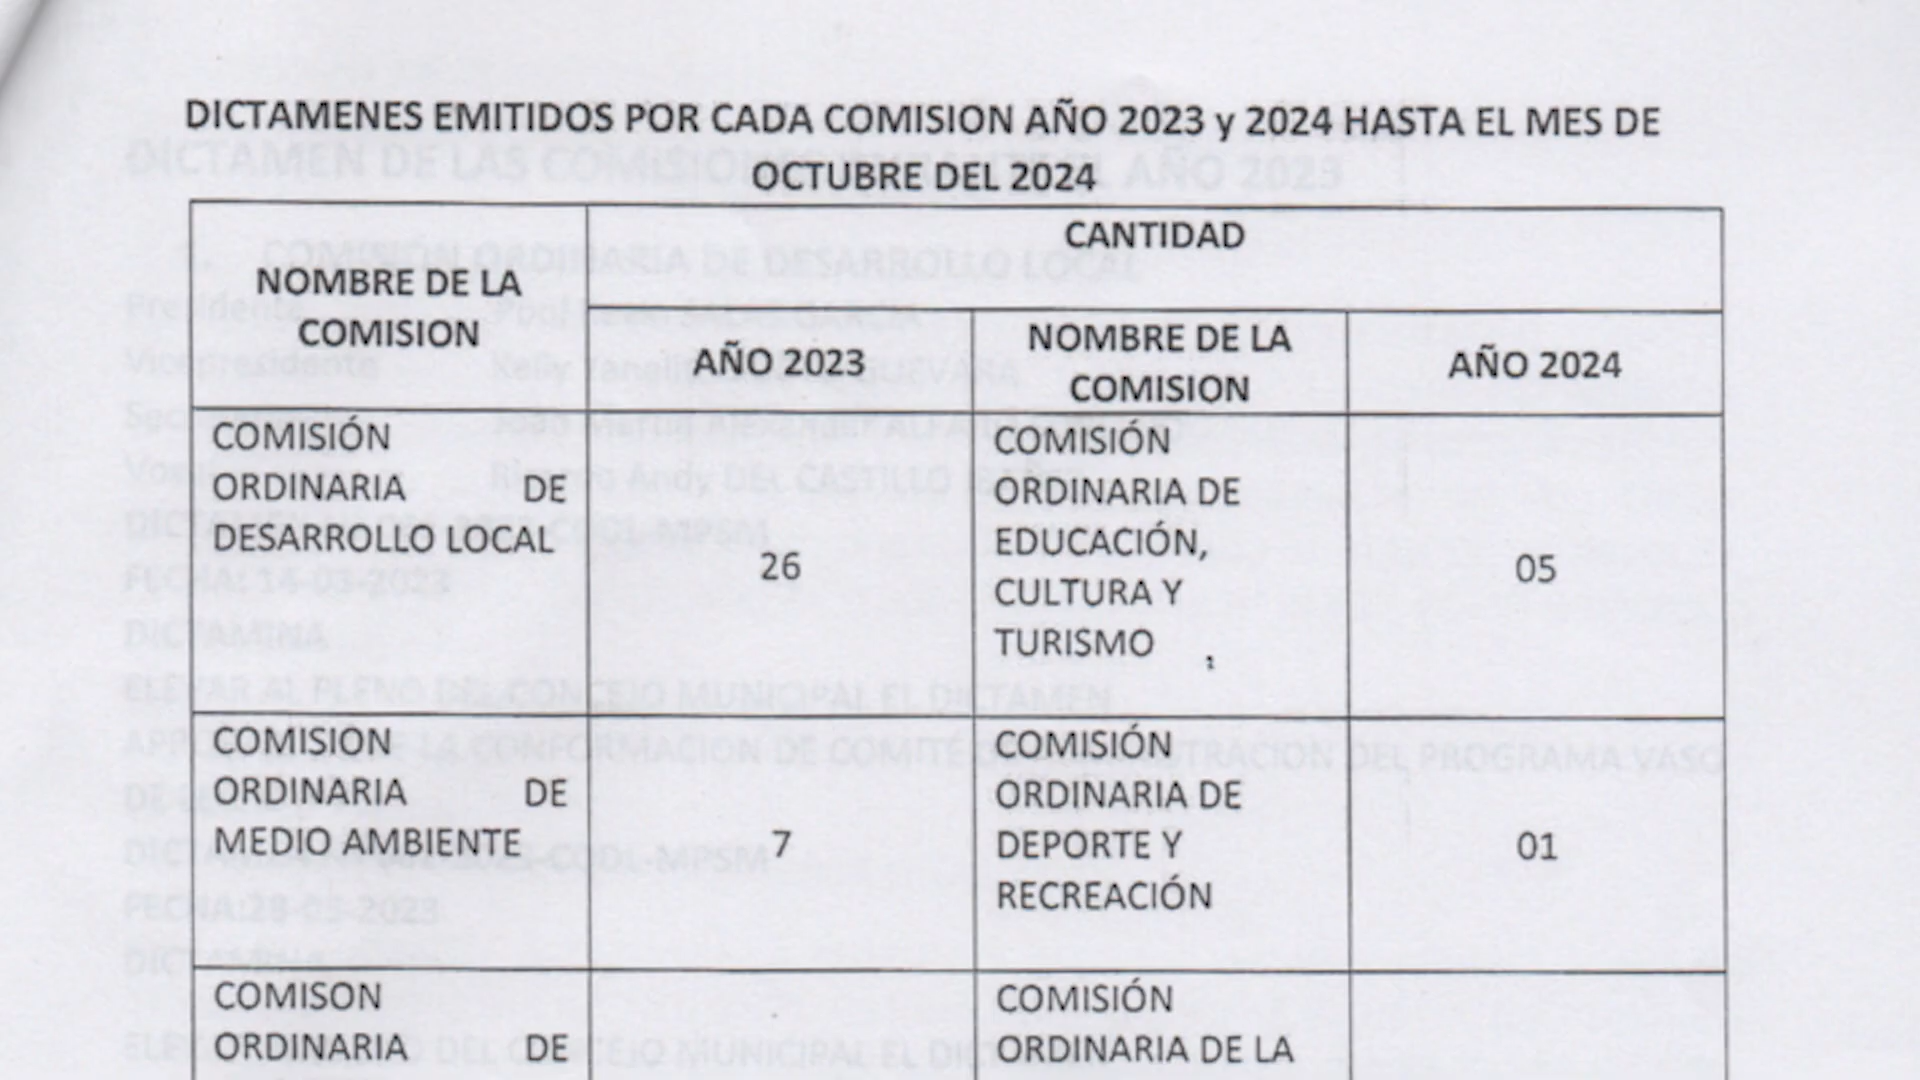 DICTAMENES EMITIDOS POR CADA COMISION AÑO 2023 y 2024 HASTA EL MES DE
OCTUBRE DEL 2024
NOMBRE DE LA
COMISION
CANTIDAD
AÑO 2023
NOMBRE DE LA
COMISION
AÑO 2024
COMISIÓN
ORDINARIA DE
DESARROLLO LOCAL
26
COMISIÓN
ORDINARIA DE
EDUCACIÓN,
CULTURA Y
TURISMO
05
COMISION
ORDINARIA DE
MEDIO AMBIENTE
7
COMISIÓN
ORDINARIA DE
DEPORTE Y
RECREACIÓN
01
COMISON
ORDINARIA DE
COMISIÓN
ORDINARIA DE LA